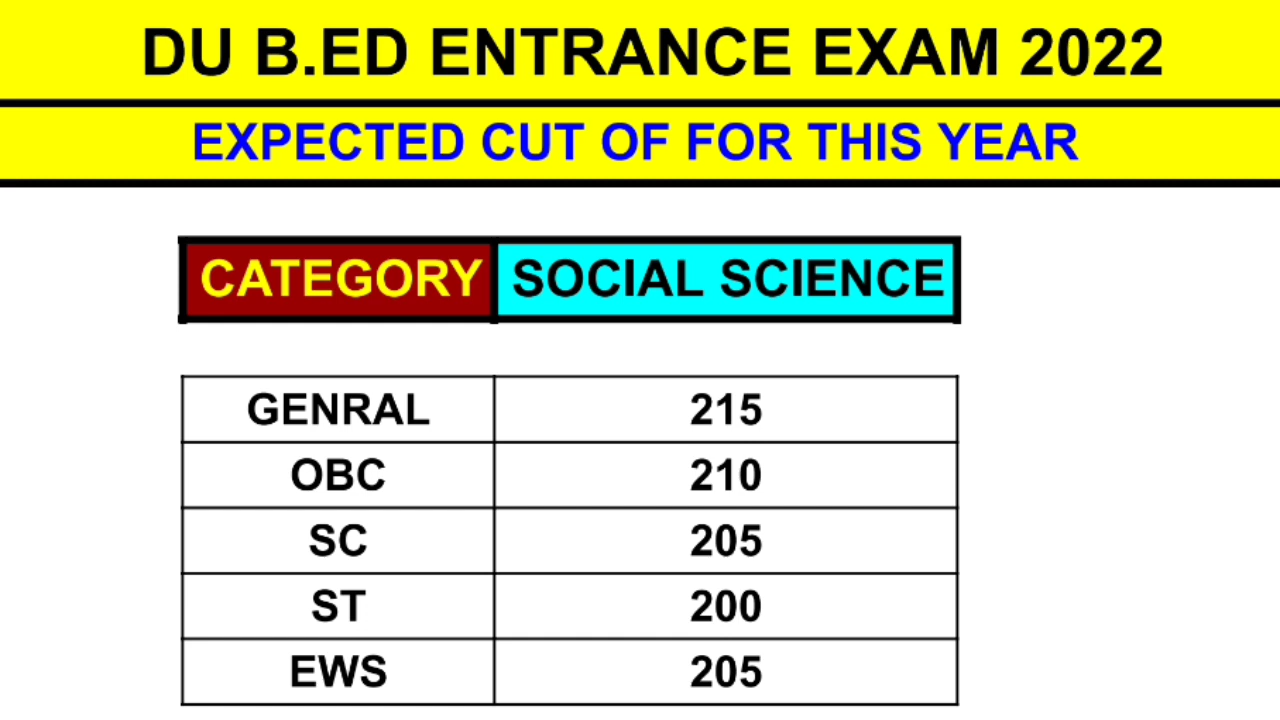 DU B.ED ENTRANCE EXAM 2022
EXPECTED CUT OF FOR THIS YEAR
CATEGORY SOCIAL SCIENCE
GENRAL 215
OBC 210
SC 205
ST 200
EWS 205